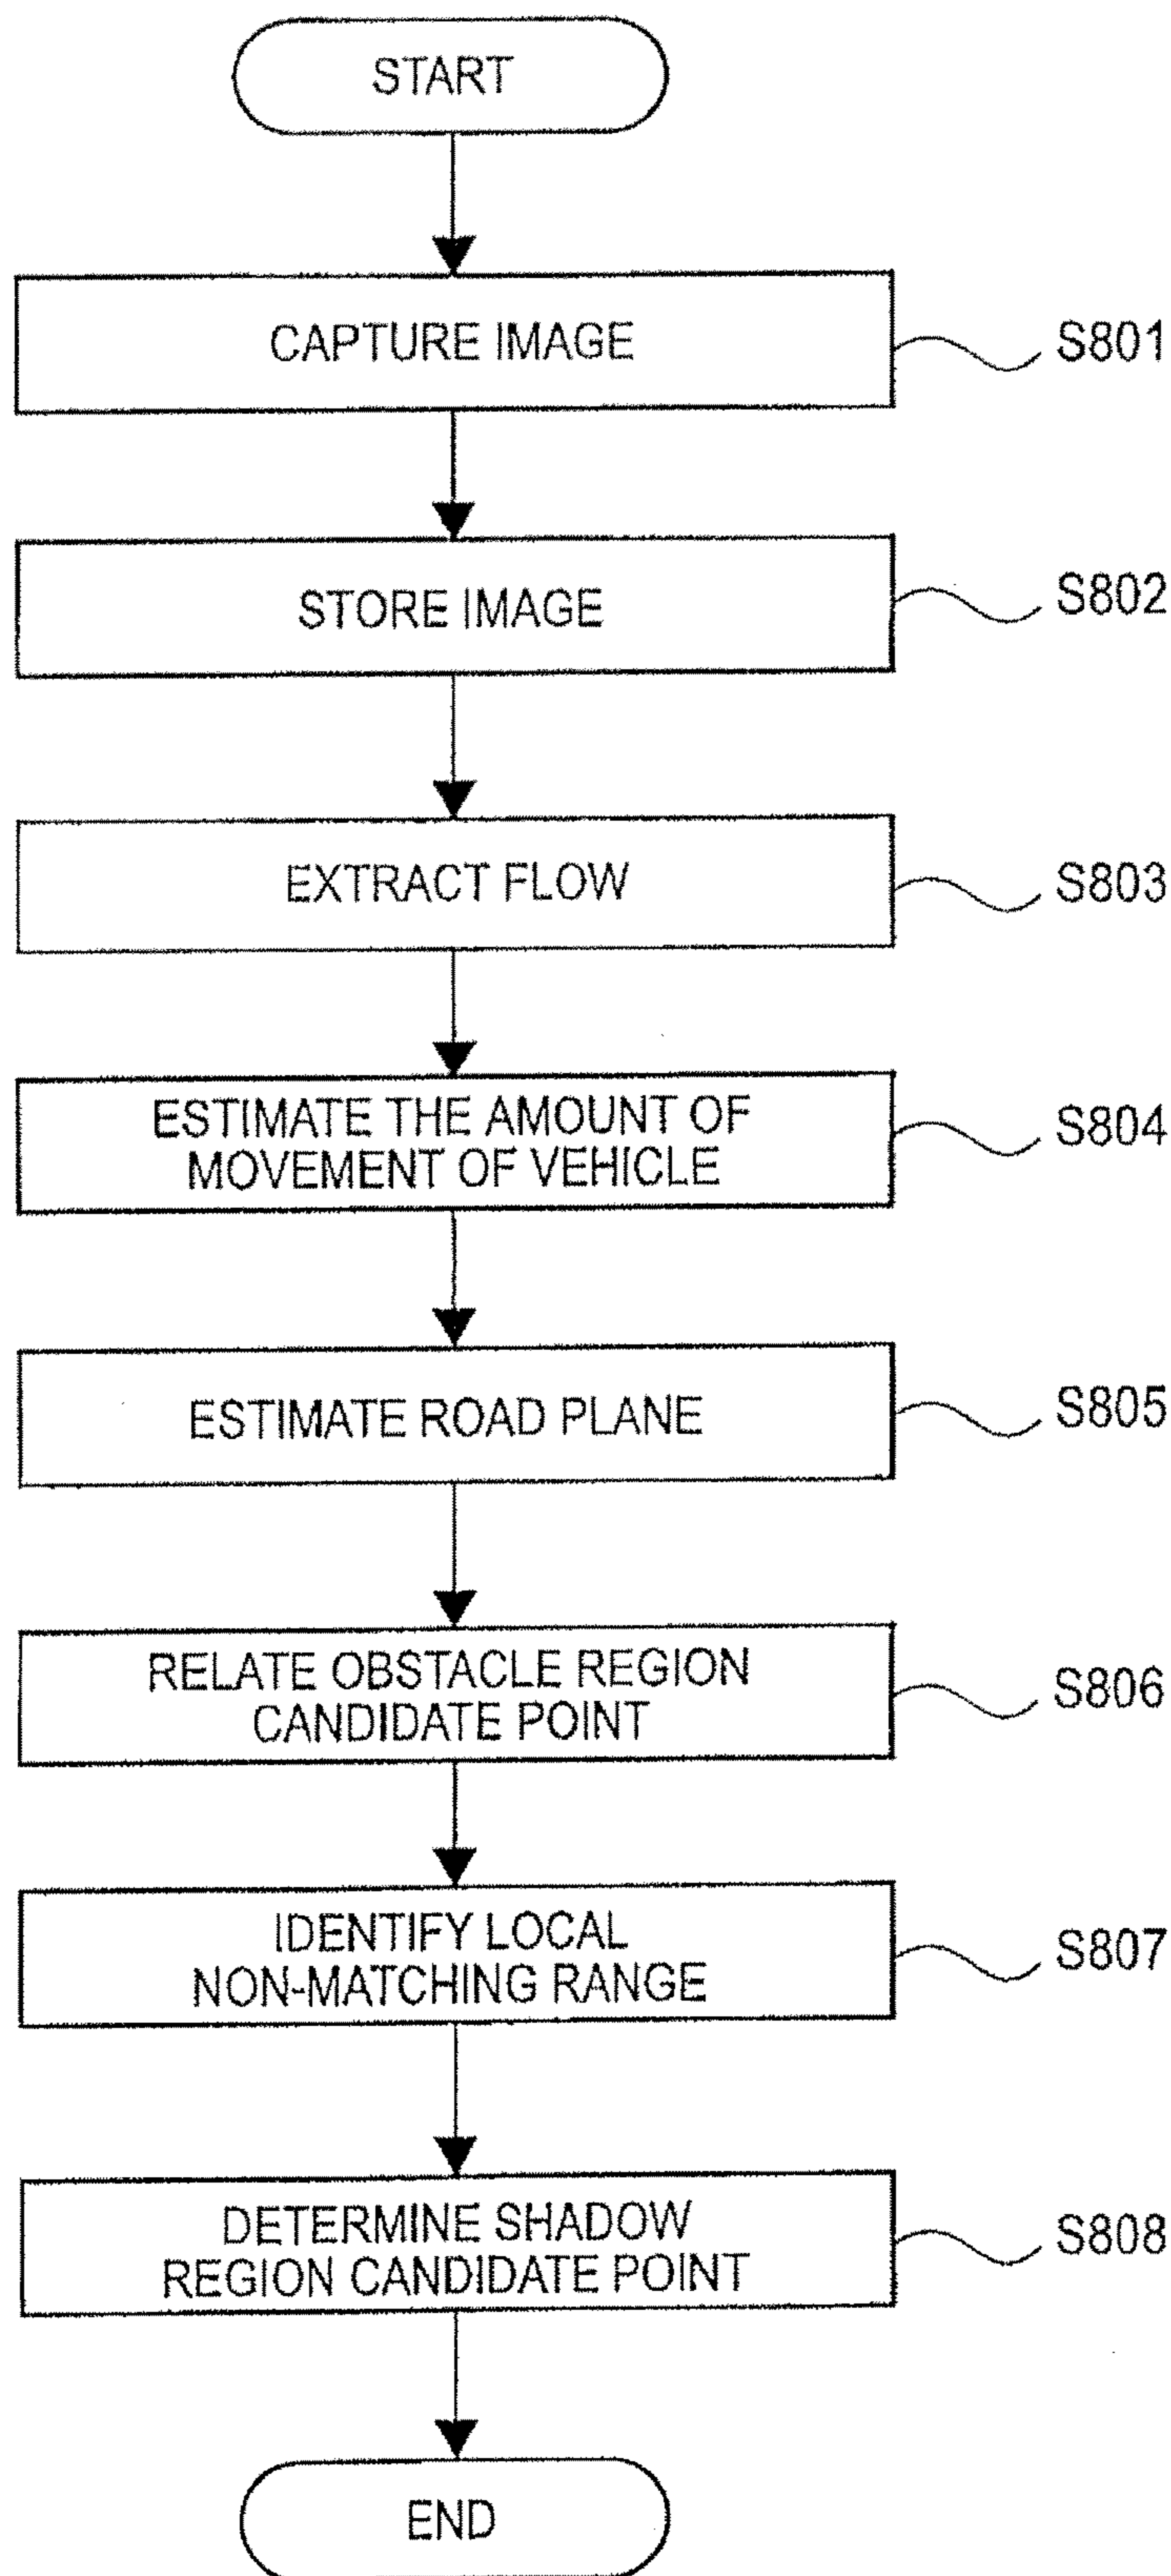 START
CAPTURE IMAGE
S801
STORE IMAGE
S802
EXTRACT FLOW
S803
ESTIMATE THE AMOUNT OF
MOVEMENT OF VEHICLE
S804
ESTIMATE ROAD PLANE
S805
RELATE OBSTACLE REGION
CANDIDATE POINT
S806
IDENTIFY LOCAL
NON-MATCHING RANGE
S807
DETERMINE SHADOW
REGION CANDIDATE POINT
S808
END